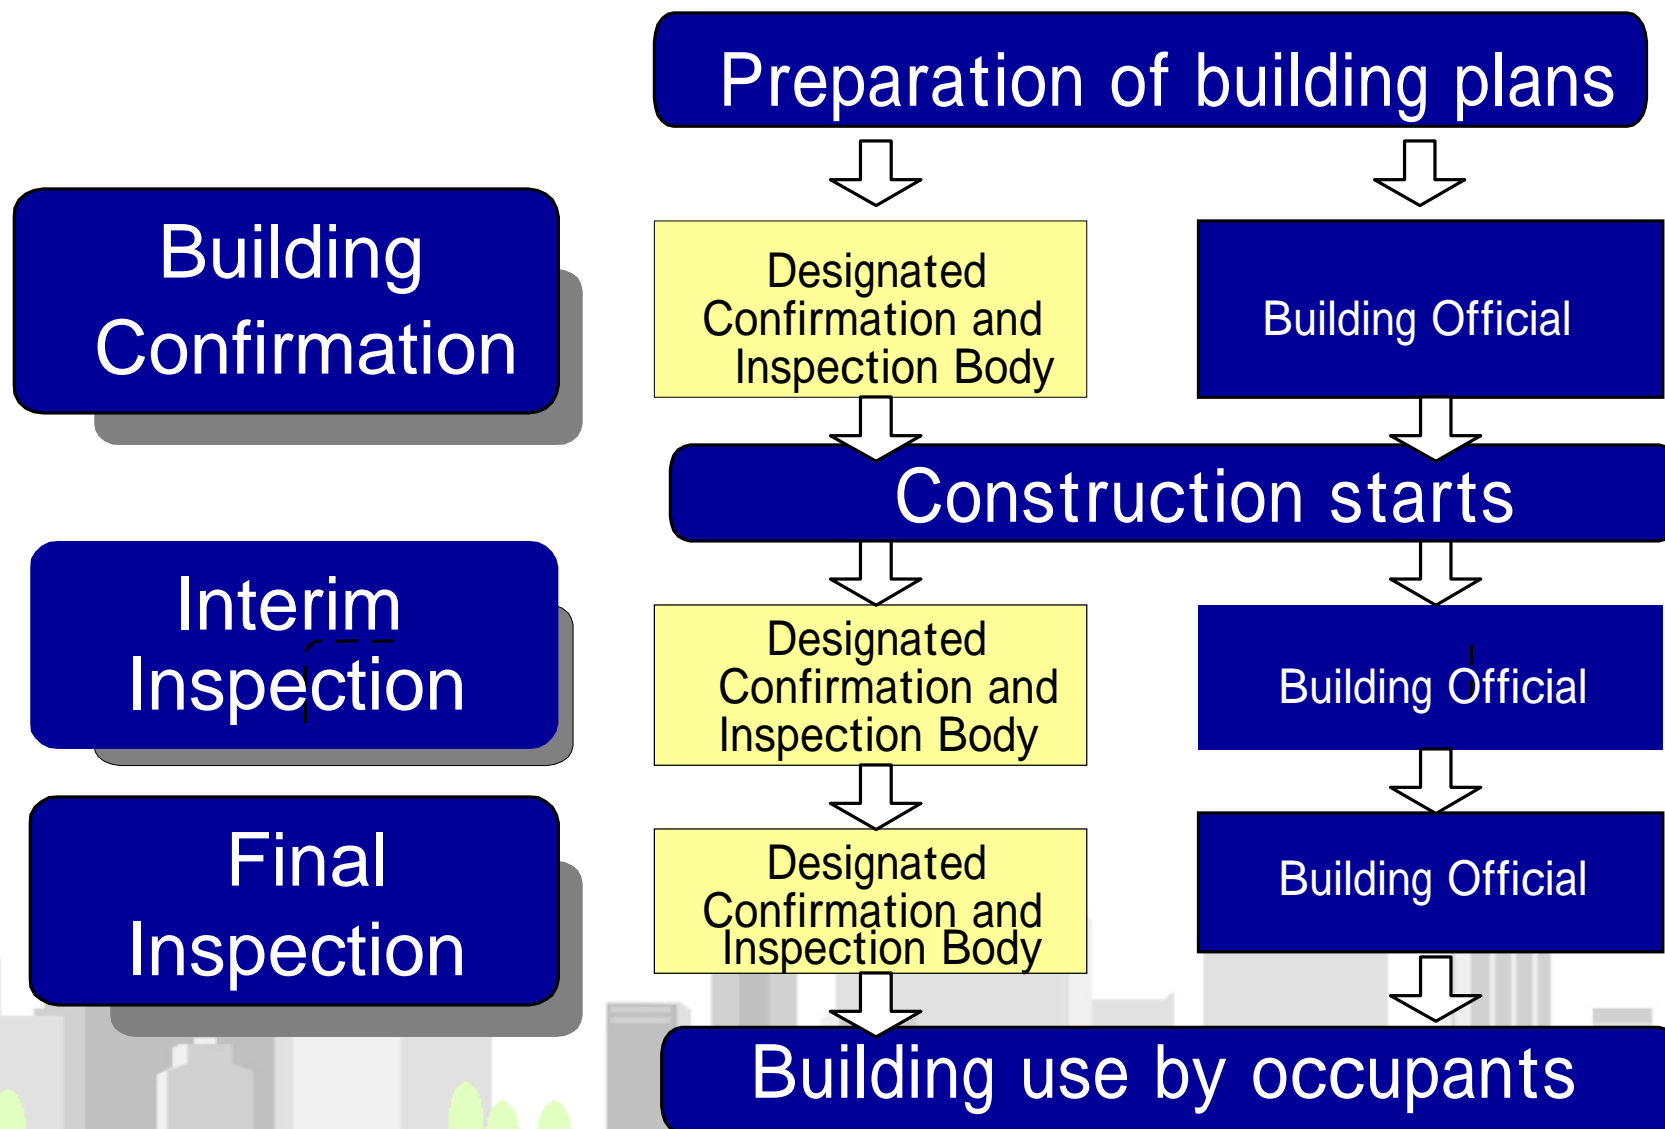 Preparation of building plans
Building
Confirmation
Designated
Confirmation and
Inspection Body
Building Official
Construction starts
Interim
Inspection
Designated
Confirmation and
Inspection Body
Building Official
Final
Inspection
Designated
Confirmation and
Inspection Body
Building Official
Building use by occupants